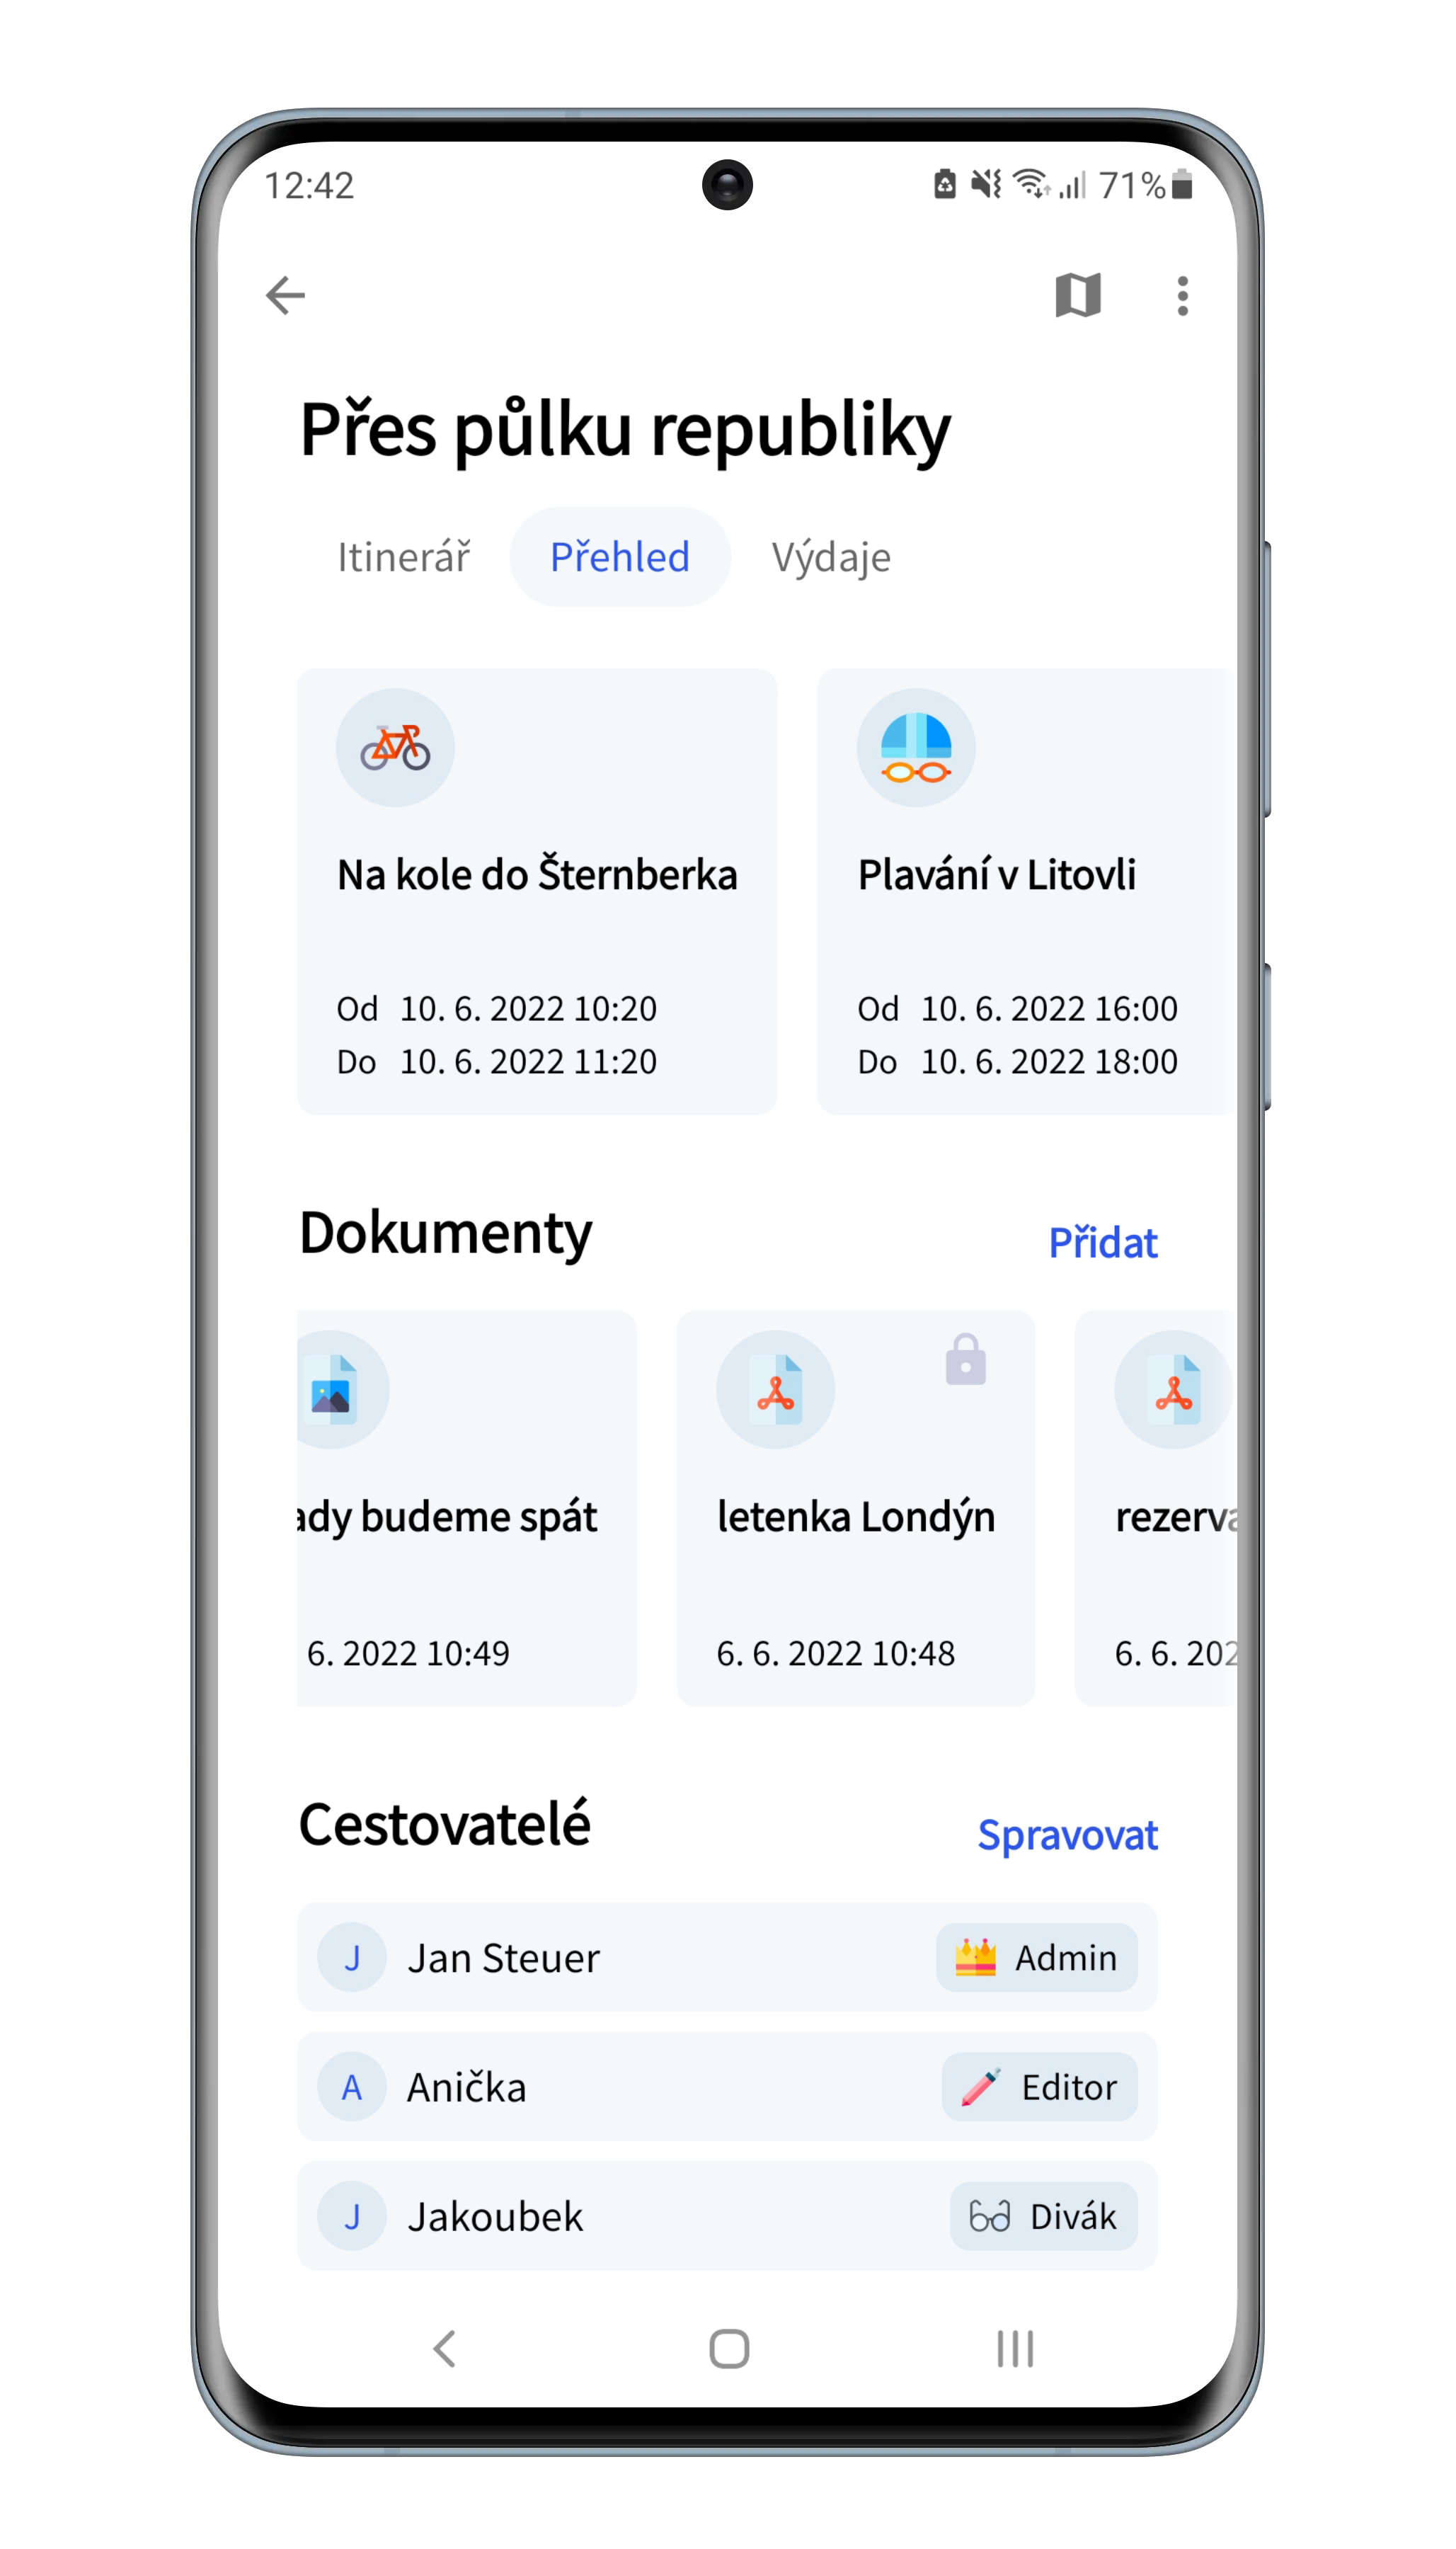 12:42 71%
Přes půlku republiky
Itinerář Přehled Výdaje
Na kole do Šternberka
Od 10. 6. 2022 10:20
Do 10. 6. 2022 11:20
Plavání v Litovli
Od 10. 6. 2022 16:00
Do 10. 6. 2022 18:00
Dokumenty
Přidat
budeme spát
6. 2022 10:49
letenka Londýn
6. 6. 2022 10:48
6. 6.
Cestovatelé
Spravovat
J Jan Steuer Admin
A Anička Editor
J Jakoubek Divák